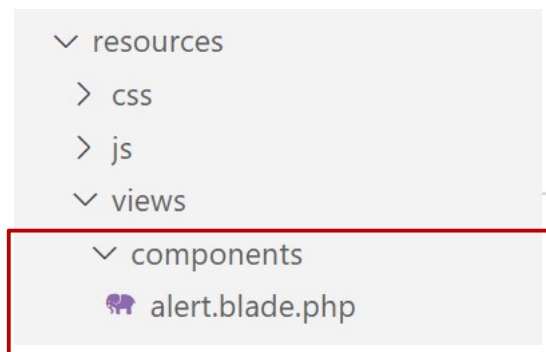 resources
css
js
views
components
alert.blade.php